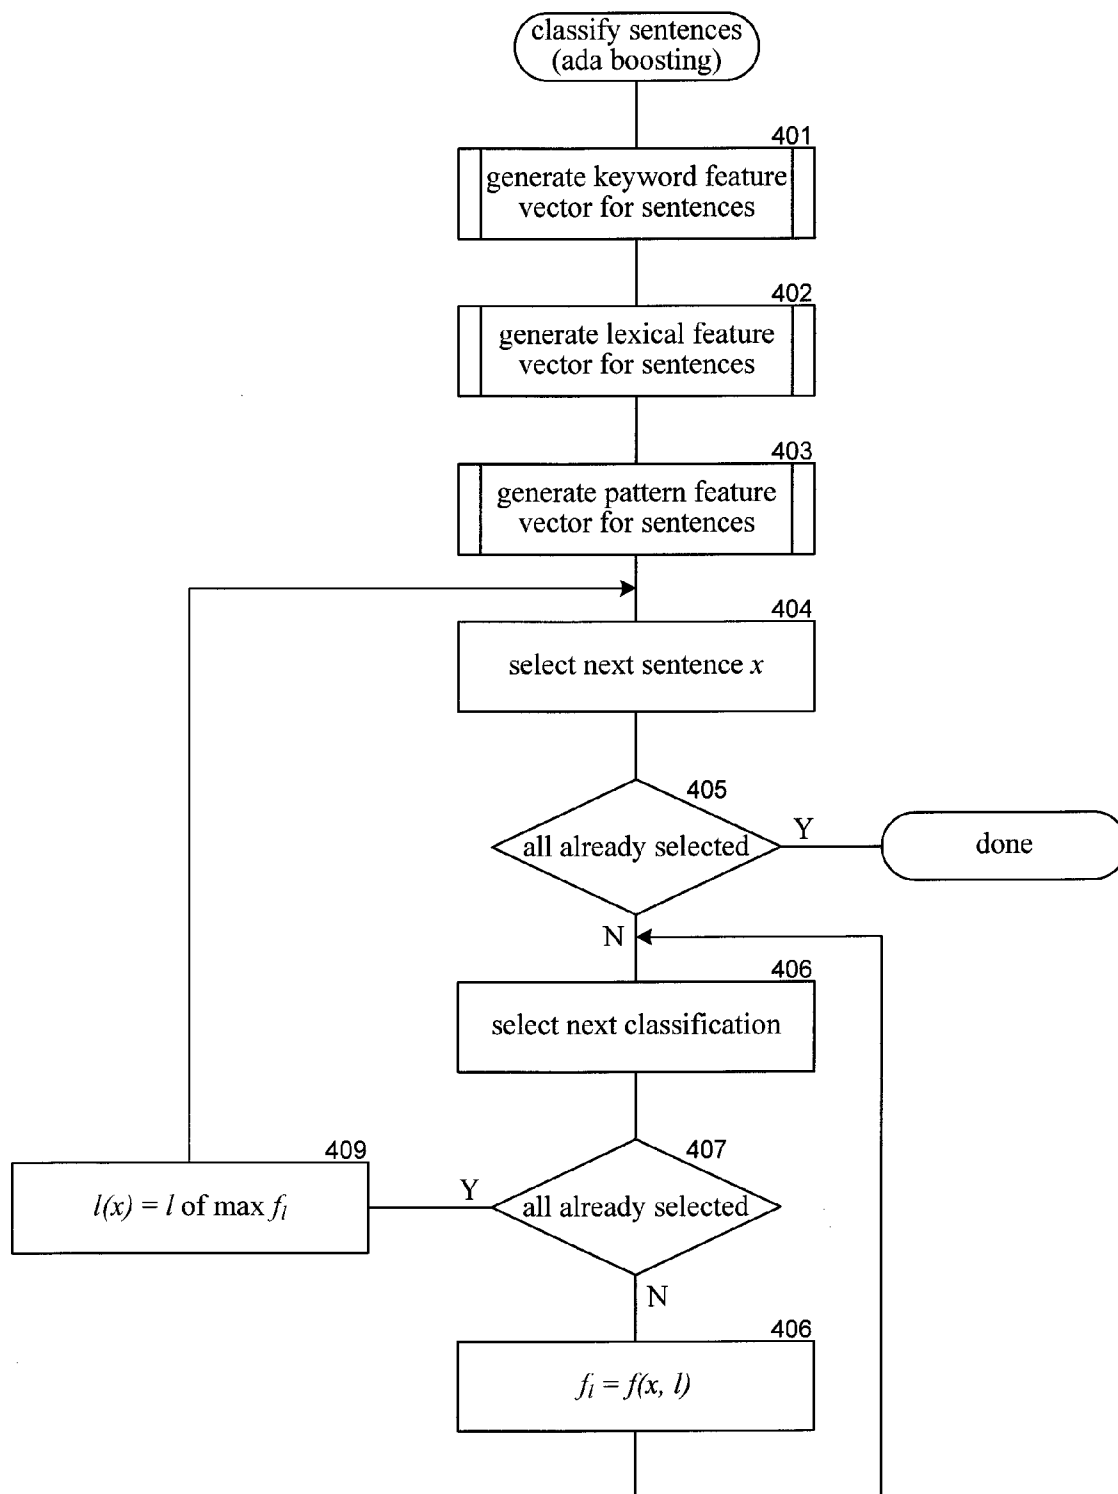 classify sentences
(ada boosting)
401
generate keyword feature
vector for sentences
402
generate lexical feature
vector for sentences
403
generate pattern feature
vector for sentences
404
select next sentence x
405
all already selected
Y
done
N
406
select next classification
407
all already selected
Y
409
l(x) = l of max fₗ
N
406
fₗ = f(x, l)